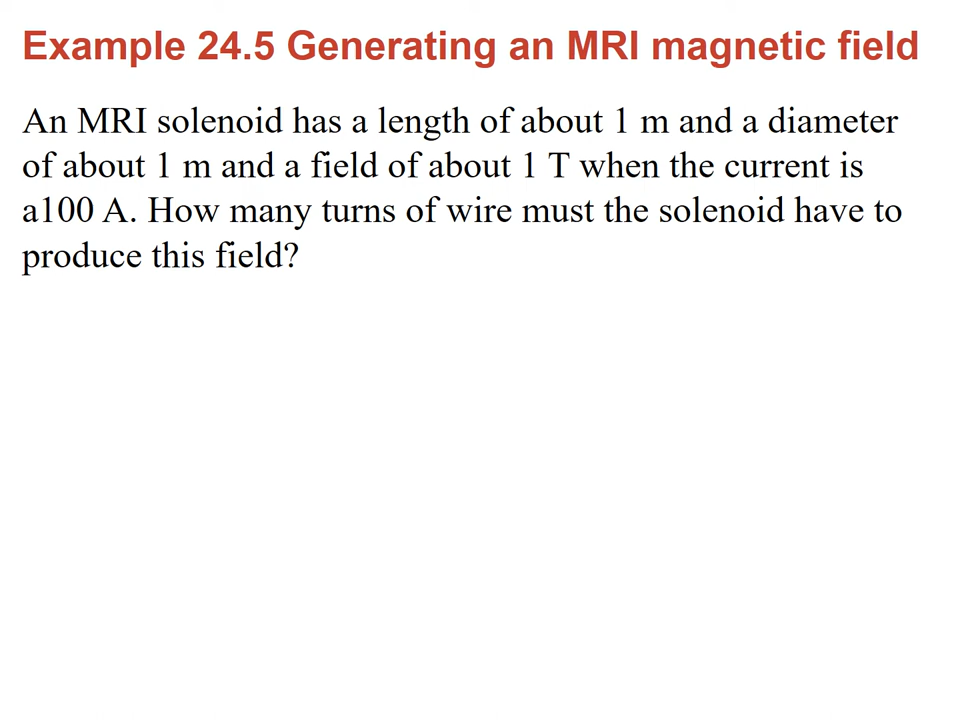 Example 24.5 Generating an MRI magnetic field
An MRI solenoid has a length of about 1 m and a diameter
of about 1 m and a field of about 1 T when the current is
a100 A. How many turns of wire must the solenoid have to
produce this field?